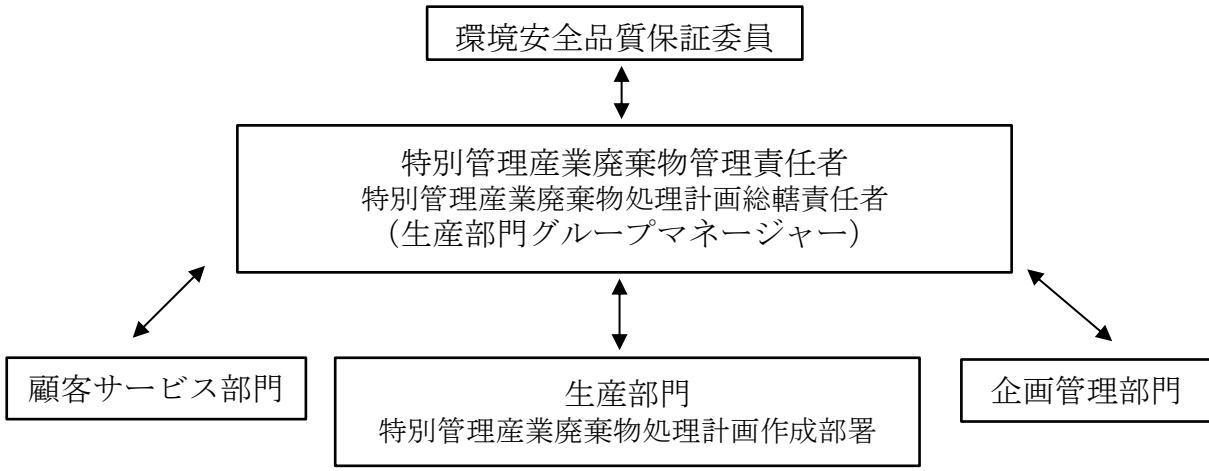 環境安全品質保証委員
特別管理産業廃棄物管理責任者
特別管理産業廃棄物処理計画総轄責任者
（生産部門グループマネージャー）
顧客サービス部門
生産部門
特別管理産業廃棄物処理計画作成部署
企画管理部門